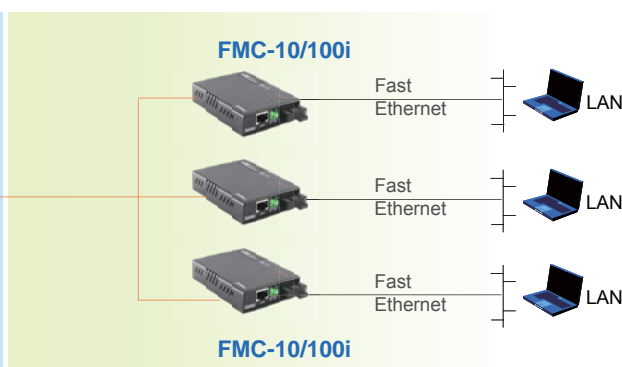 FMC-10/100i
Fast
Ethernet
LAN
Fast
Ethernet
LAN
Fast
Ethernet
LAN
FMC-10/100i